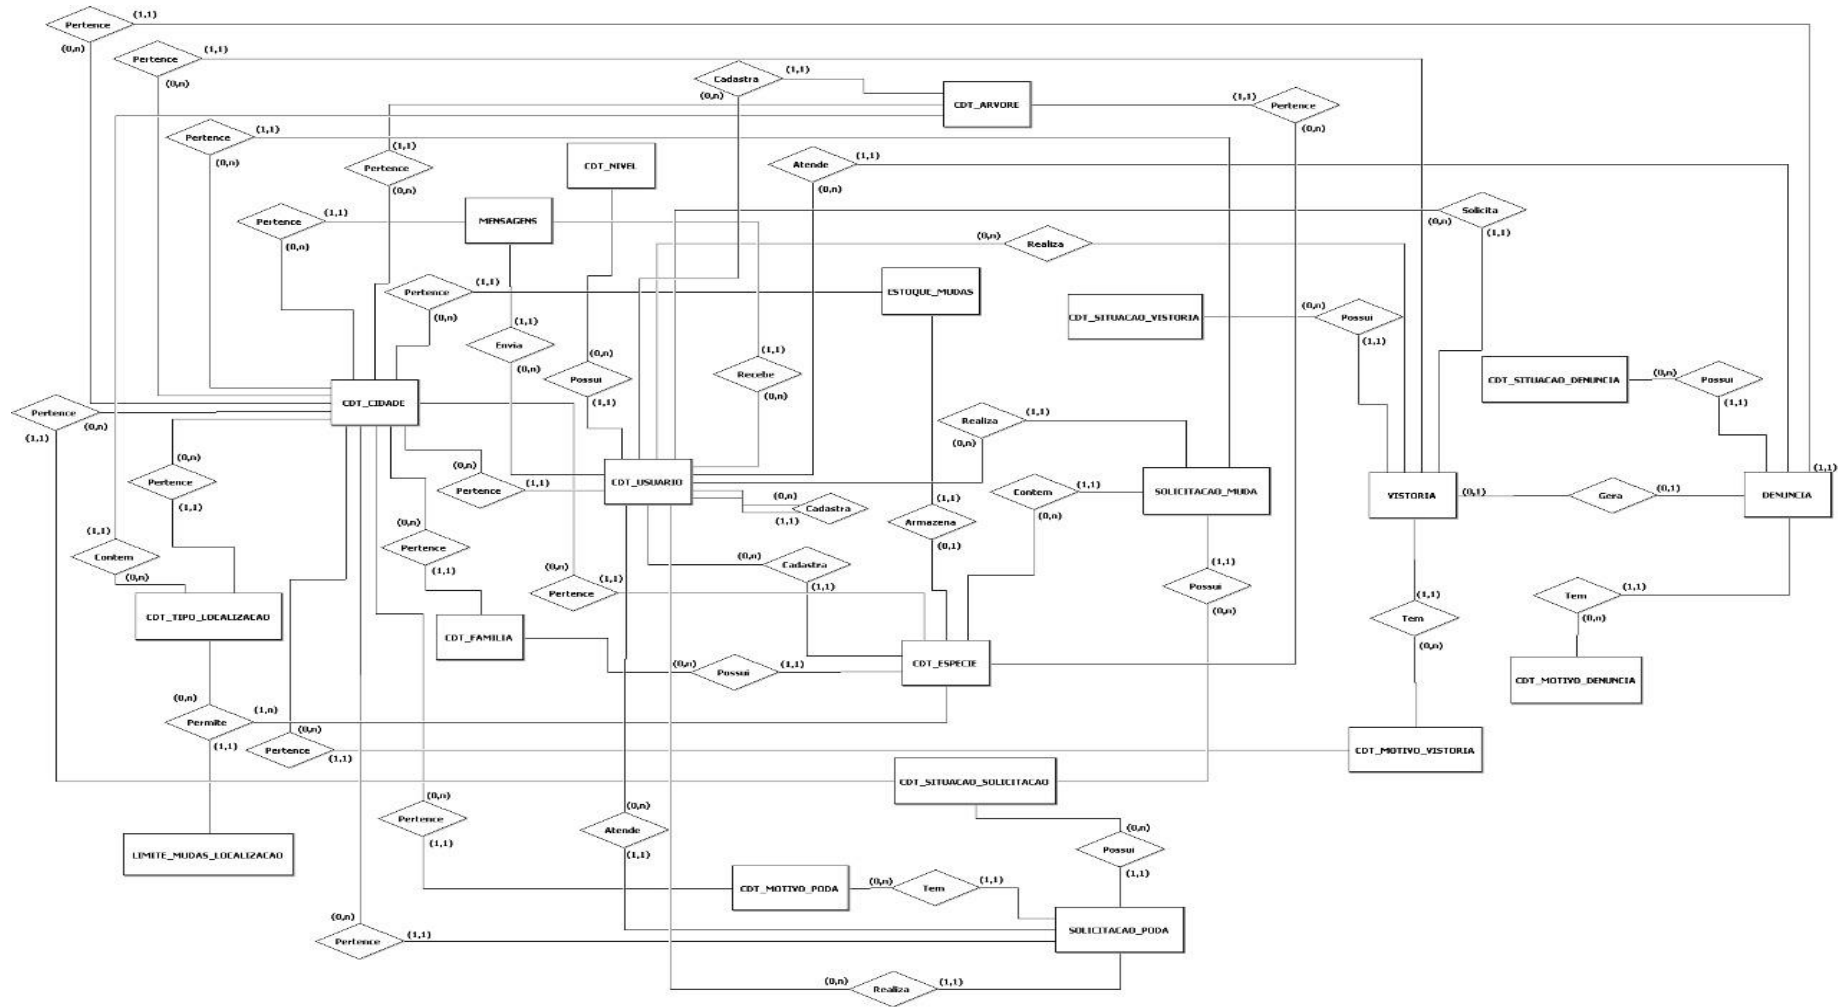 Pertence
(1,1)
(0,n)
Pertence
(1,1)
(0,n)
Cadastra
(1,1)
(0,n)
CDT_ARVORE
(1,1)
Pertence
(0,n)
Pertence
(1,1)
(0,n)
(1,1)
Pertence
(0,n)
CDT_NIVEL
Atende
(1,1)
(0,n)
Pertence
(1,1)
(0,n)
MENSAGENS
Solicita
(0,n)
(1,1)
(0,n)
Realiza
Pertence
(1,1)
(0,n)
ESTOQUE_MUDAS
CDT_SITUACAO_VISTORIA
(0,n)
Possui
(1,1)
(1,1)
Envia
(0,n)
(0,n)
Possui
(1,1)
(1,1)
Recebe
(0,n)
CDT_SITUACAO_DENUNCIA
(0,n)
Possui
(1,1)
CDT_CIDADE
Pertence
(0,n)
(1,1)
Realiza
(1,1)
(0,n)
(0,n)
Pertence
(1,1)
(0,n)
Pertence
(1,1)
CDT_USUARIO
(0,n)
Cadastra
(1,1)
Contem
(1,1)
(0,n)
SOLICITACAO_MUDA
VISTORIA
(0,1)
Gera
(0,1)
(1,1)
DENUNCIA
(1,1)
Armazena
(0,1)
(1,1)
Contem
(0,n)
(0,n)
Pertence
(1,1)
(0,n)
Cadastra
(1,1)
(0,n)
Pertence
(1,1)
(1,1)
Possui
(0,n)
Tem
(1,1)
(0,n)
(1,1)
Tem
(0,n)
CDT_TIPO_LOCALIZACAO
CDT_FAMILIA
(0,n)
Possui
(1,1)
CDT_ESPECIE
CDT_MOTIVO_DENUNCIA
(0,n)
Permite
(1,n)
(1,1)
(0,n)
Pertence
(1,1)
CDT_MOTIVO_VISTORIA
CDT_SITUACAO_SOLICITACAO
(0,n)
Pertence
(1,1)
(0,n)
Atende
(1,1)
(0,n)
Possui
(1,1)
LIMITE_MUDAS_LOCALIZACAO
CDT_MOTIVO_PODA
(0,n)
Tem
(1,1)
(0,n)
Pertence
(1,1)
SOLICITACAO_PODA
(0,n)
Realiza
(1,1)